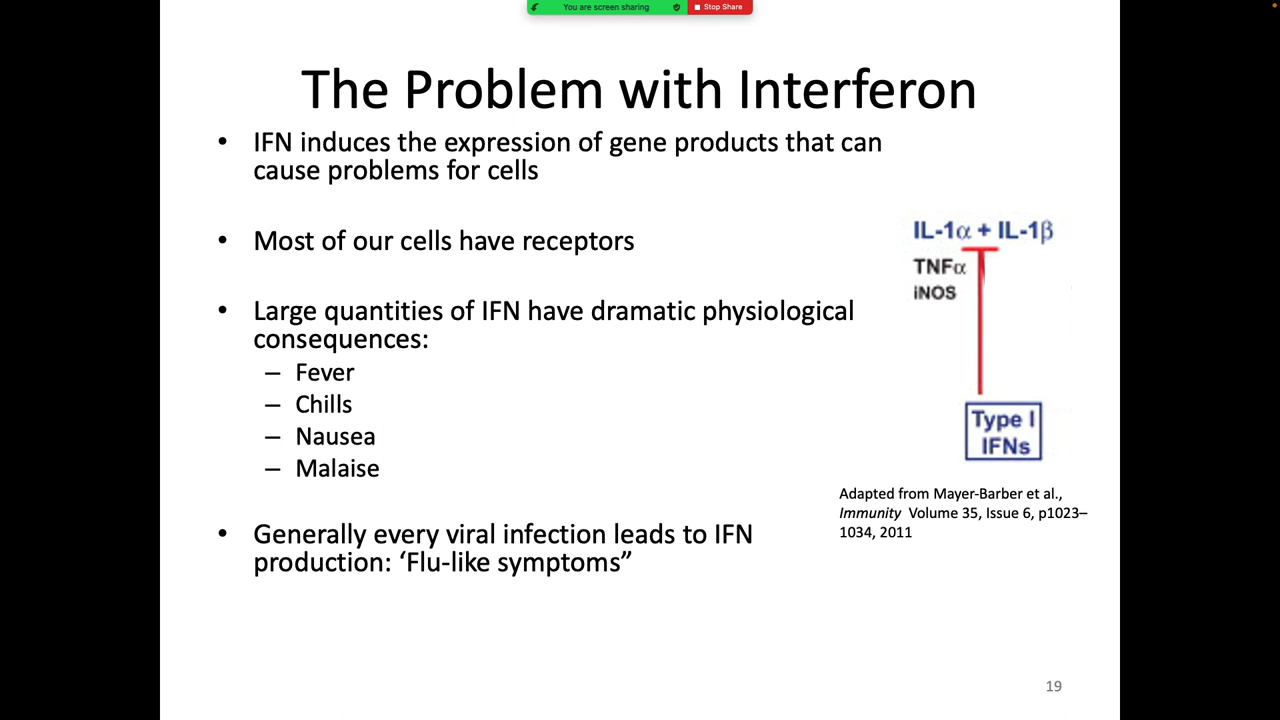 You are screen sharing
Stop Share
The Problem with Interferon
• IFN induces the expression of gene products that can
cause problems for cells
• Most of our cells have receptors
• Large quantities of IFN have dramatic physiological
consequences:
– Fever
– Chills
– Nausea
– Malaise
• Generally every viral infection leads to IFN
production: ‘Flu-like symptoms”
IL-1α + IL-1β
TNFα
iNOS
Type I
IFNs
Adapted from Mayer-Barber et al.,
Immunity Volume 35, Issue 6, p1023–
1034, 2011
19